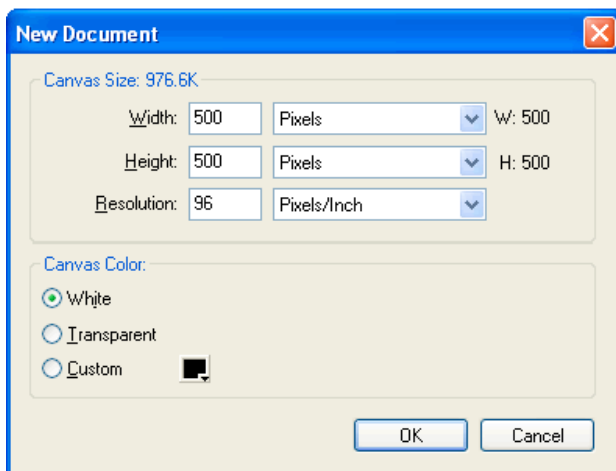 New Document
Canvas Size: 976.6K
Width: 500 Pixels W: 500
Height: 500 Pixels H: 500
Resolution: 96 Pixels/Inch
Canvas Color:
White
Transparent
Custom
OK Cancel